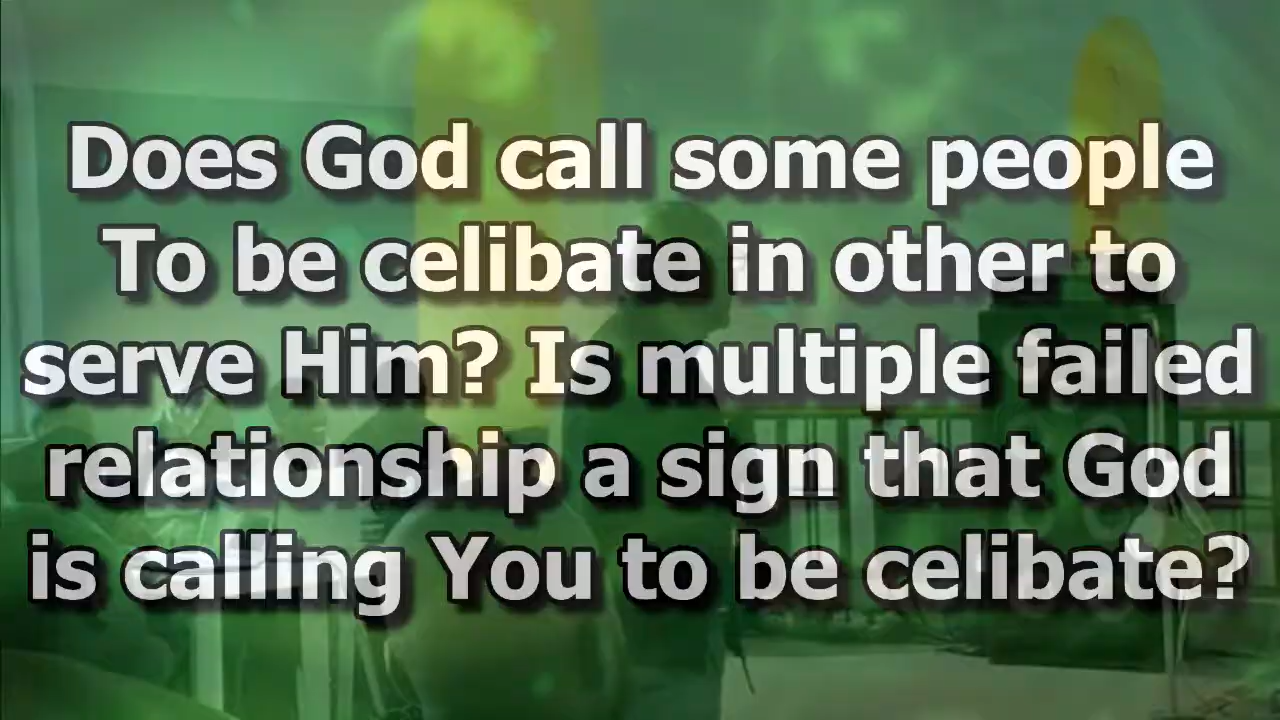 Does God call some people
To be celibate in other to
serve Him? Is multiple failed
relationship a sign that God
is calling You to be celibate?